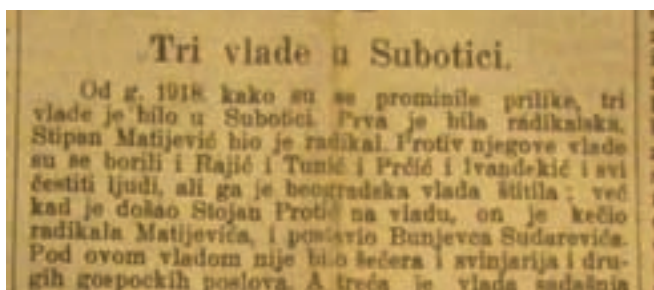 Tri vlade u Subotici.
Od g. 1918. kako su se prominile prilike, tri
vlade je bilo u Subotici. Prva je bila radikalska,
Stipan Matijević bio je radikal. Protiv njegove vlade
su se borili i Rajić i Tunić i Prčić i Ivandekić i svi
čestiti ljudi, ali ga je beogradska vlada štitila; već
kad je došao Stojan Protić na vladu, on je kečio
radikala Matijevića, i postavio Bunjevca Sudarevića.
Pod ovom vladom nije bilo šećera i svinjarija i dru-
gih gospockih poslova. A treća je vlada sadašnja